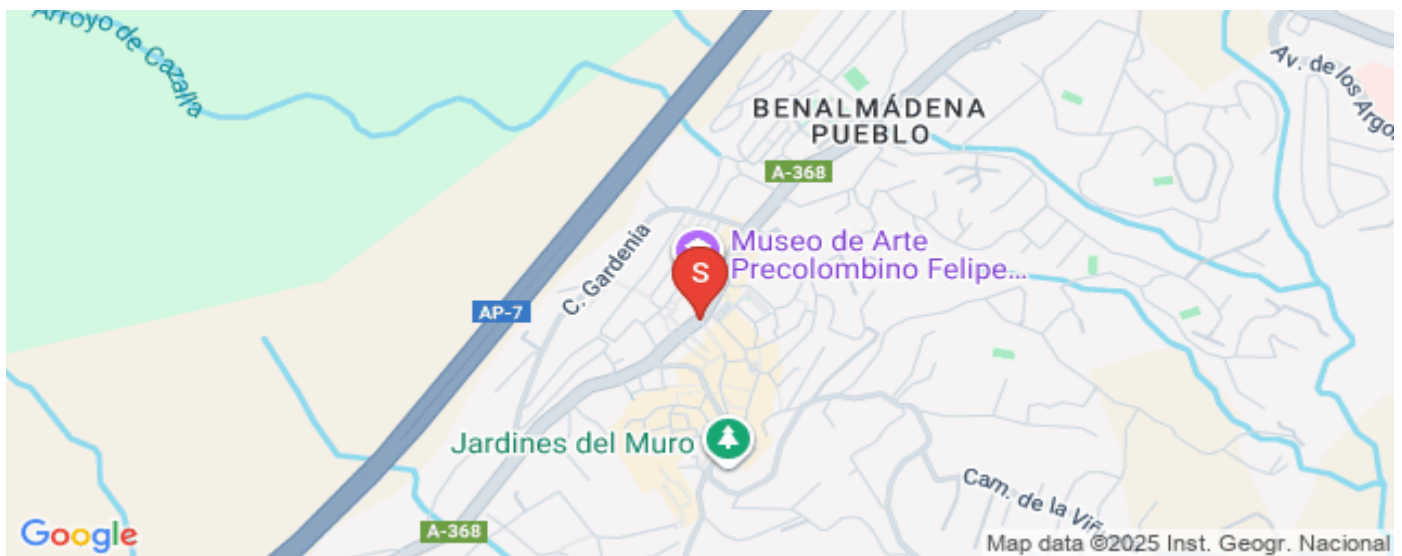 Arroyo de Cazalla
BENALMÁDENA
PUEBLO
Av. de los Argo
A-368
Museo de Arte
Precolombino Felipe...
S
C. Gardenia
AP-7
Jardines del Muro
Cam. de la Viñ
A-368
Google
Map data ©2025 Inst. Geogr. Nacional